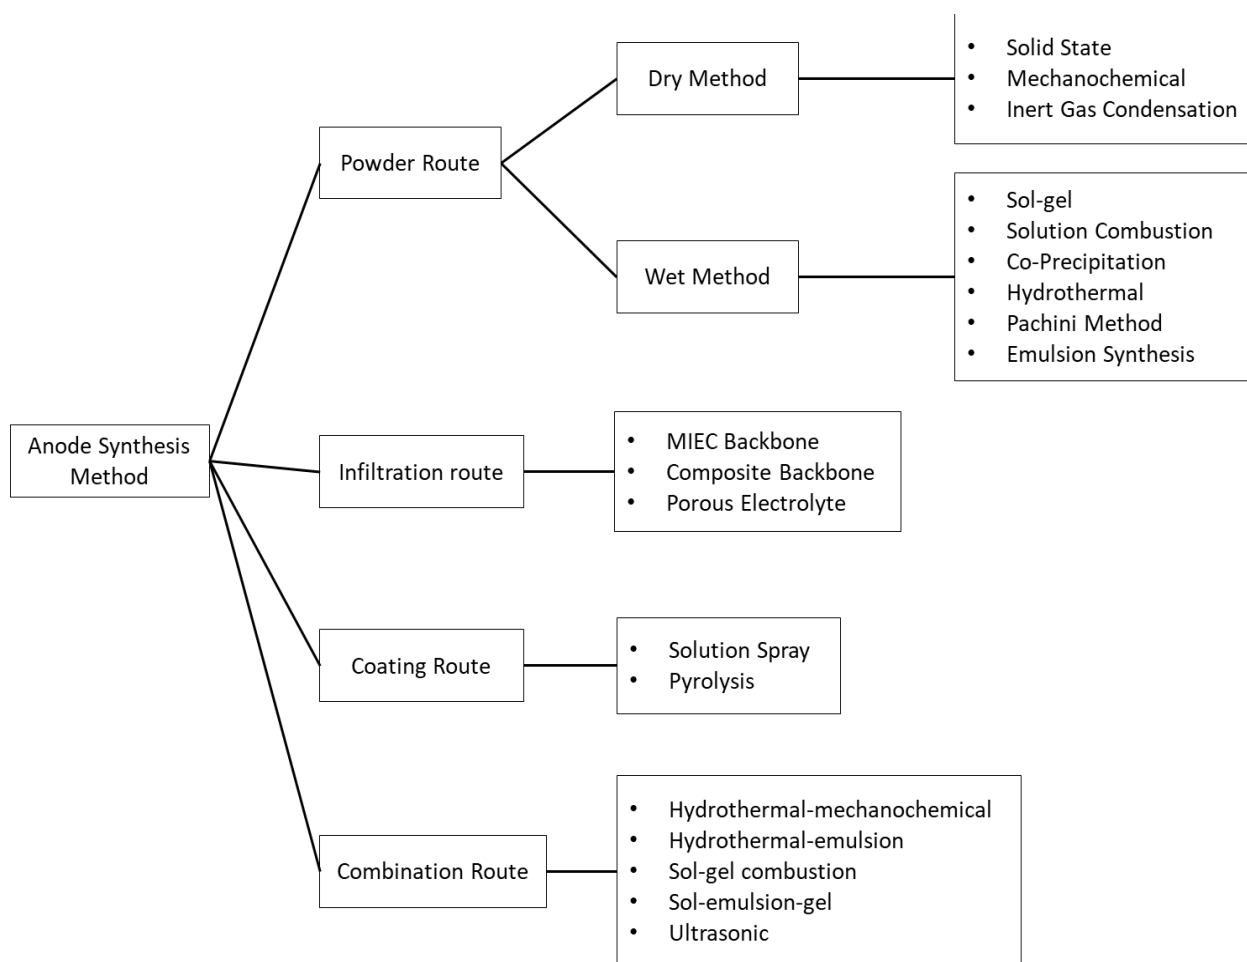 Anode Synthesis
Method
Powder Route
Dry Method
• Solid State
• Mechanochemical
• Inert Gas Condensation
Wet Method
• Sol-gel
• Solution Combustion
• Co-Precipitation
• Hydrothermal
• Pachini Method
• Emulsion Synthesis
Infiltration route
• MIEC Backbone
• Composite Backbone
• Porous Electrolyte
Coating Route
• Solution Spray
• Pyrolysis
Combination Route
• Hydrothermal-mechanochemical
• Hydrothermal-emulsion
• Sol-gel combustion
• Sol-emulsion-gel
• Ultrasonic